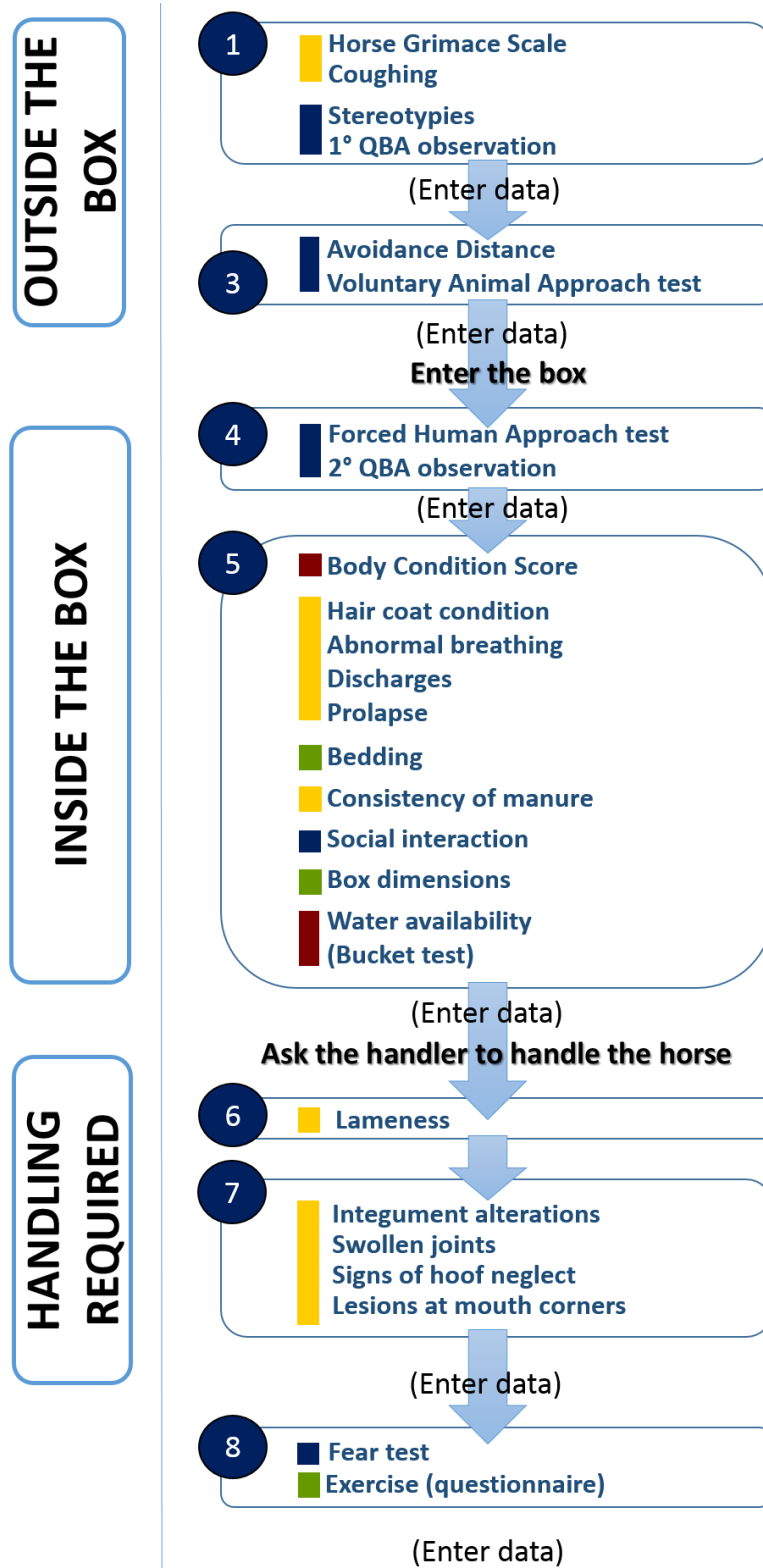 OUTSIDE THE
BOX
1
Horse Grimace Scale
Coughing
Stereotypies
1° QBA observation
(Enter data)
3
Avoidance Distance
Voluntary Animal Approach test
(Enter data)
Enter the box
INSIDE THE BOX
4
Forced Human Approach test
2° QBA observation
(Enter data)
5
Body Condition Score
Hair coat condition
Abnormal breathing
Discharges
Prolapse
Bedding
Consistency of manure
Social interaction
Box dimensions
Water availability
(Bucket test)
(Enter data)
Ask the handler to handle the horse
HANDLING
REQUIRED
6
Lameness
7
Integument alterations
Swollen joints
Signs of hoof neglect
Lesions at mouth corners
(Enter data)
8
Fear test
Exercise (questionnaire)
(Enter data)